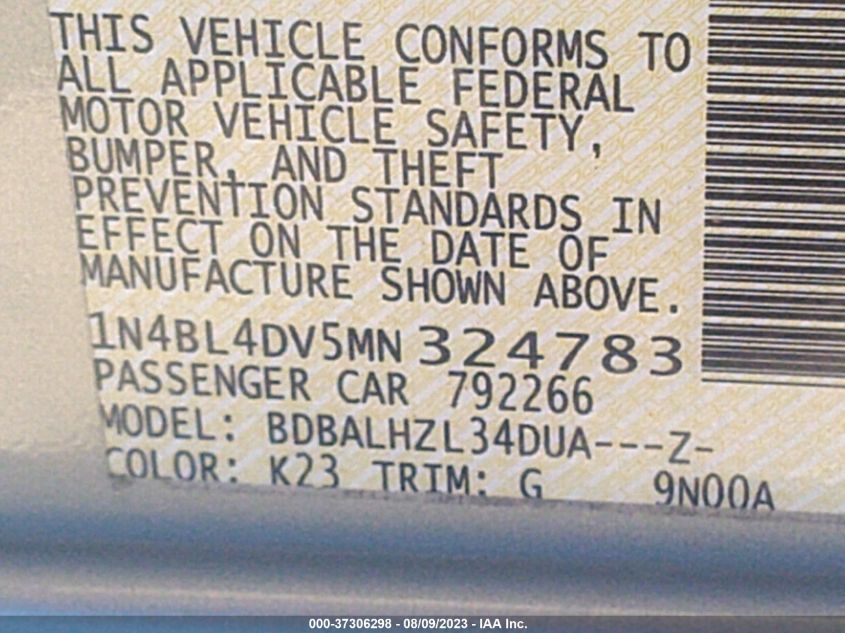 THIS VEHICLE CONFORMS TO
ALL APPLICABLE FEDERAL
MOTOR VEHICLE SAFETY,
BUMPER, AND THEFT
PREVENTION STANDARDS IN
EFFECT ON THE DATE OF
MANUFACTURE SHOWN ABOVE.
1N4BL4DV5MN324783
PASSENGER CAR 792266
MODEL: BDBALHZL34DUA---Z-
COLOR: K23 TRIM: G 9N00A
000-37306298 - 08/09/2023 - IAA Inc.